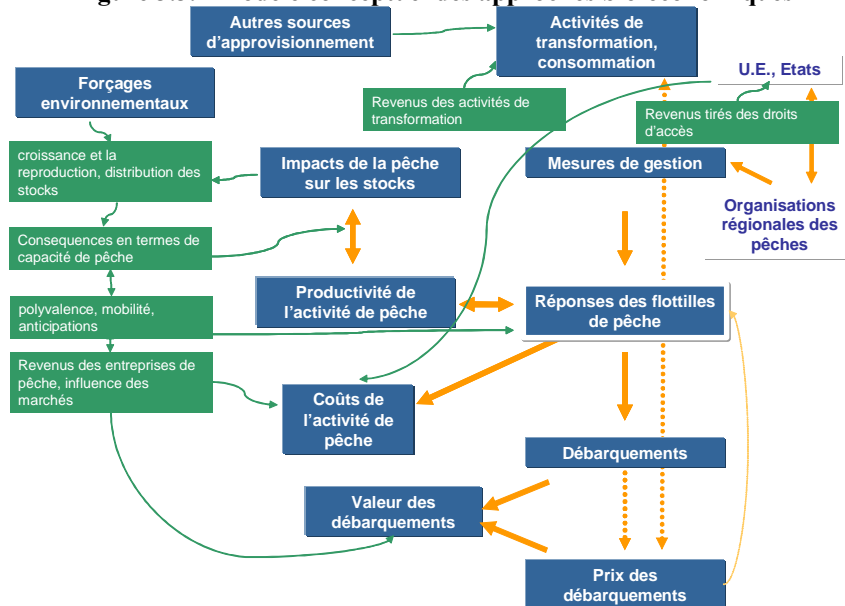 Autres sources
d'approvisionnement
Activités de
transformation,
consommation
U.E., Etats
Forçages
environnementaux
Revenus des activités de
transformation
Revenus tirés des droits
d'accès
croissance et la
reproduction, distribution des
stocks
Impacts de la pêche
sur les stocks
Mesures de gestion
Organisations
régionales des
pêches
Consequences en termes de
capacité de pêche
Productivité de
l'activité de pêche
Réponses des flottilles
de pêche
polyvalence, mobilité,
anticipations
Revenus des entreprises de
pêche, influence des
marchés
Coûts de
l'activité de
pêche
Débarquements
Valeur des
débarquements
Prix des
débarquements